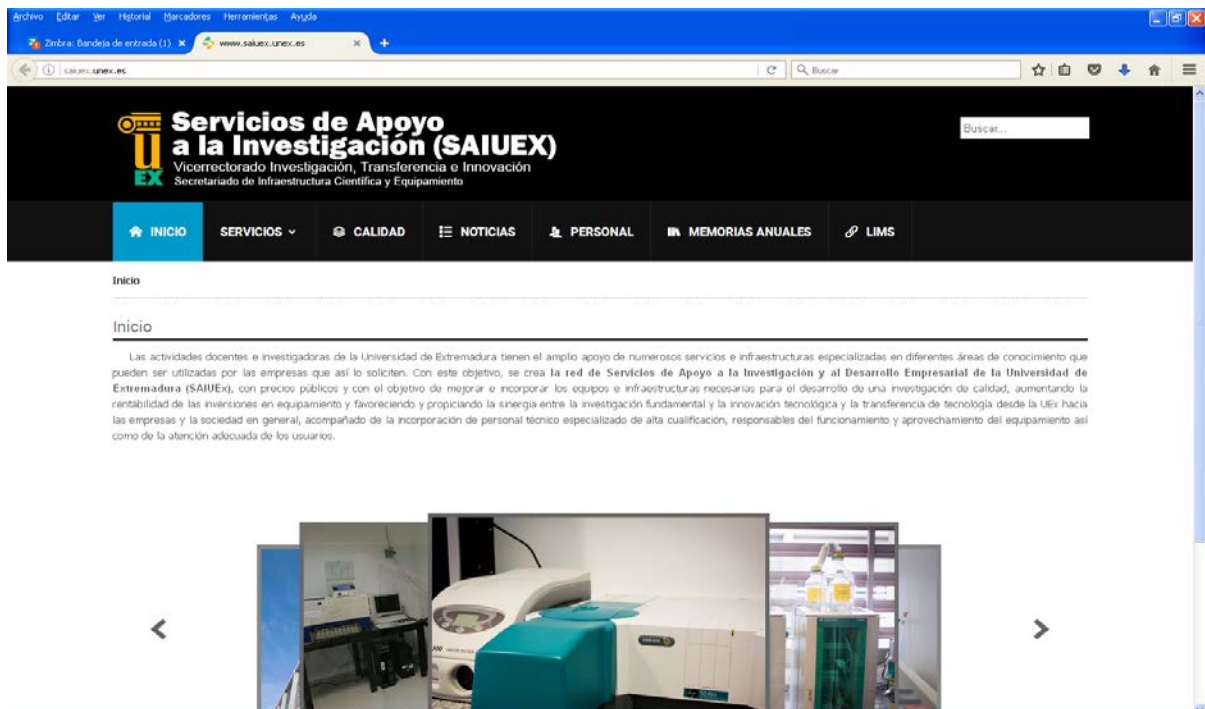 Archivo Editar Ver Historial Marcadores Herramientas Ayuda
Zimbra: Bandeja de entrada (1)
www.saiuex.unex.es
saiuex.unex.es
Buscar
Servicios de Apoyo
a la Investigación (SAIUEX)
Vicerrectorado Investigación, Transferencia e Innovación
Secretariado de Infraestructura Científica y Equipamiento
UEX
Buscar...
INICIO SERVICIOS CALIDAD NOTICIAS PERSONAL MEMORIAS ANUALES LIMS
Inicio
Inicio
Las actividades docentes e investigadoras de la Universidad de Extremadura tienen el amplio apoyo de numerosos servicios e infraestructuras especializadas en diferentes áreas de conocimiento que
pueden ser utilizadas por las empresas que así lo soliciten. Con este objetivo, se crea la red de Servicios de Apoyo a la Investigación y al Desarrollo Empresarial de la Universidad de
Extremadura (SAIUEx), con precios públicos y con el objetivo de mejorar e incorporar los equipos e infraestructuras necesarias para el desarrollo de una investigación de calidad, aumentando la
rentabilidad de las inversiones en equipamiento y favoreciendo y propiciando la sinergia entre la investigación fundamental y la innovación tecnológica y la transferencia de tecnología desde la UEx hacia
las empresas y la sociedad en general, acompañado de la incorporación de personal técnico especializado de alta cualificación, responsables del funcionamiento y aprovechamiento del equipamiento así
como de la atención adecuada de los usuarios.